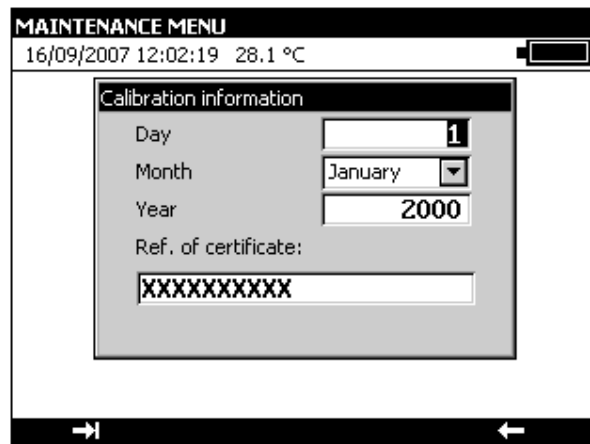 MAINTENANCE MENU
16/09/2007 12:02:19 28.1 °C
Calibration information
Day 1
Month January
Year 2000
Ref. of certificate:
XXXXXXXXXX